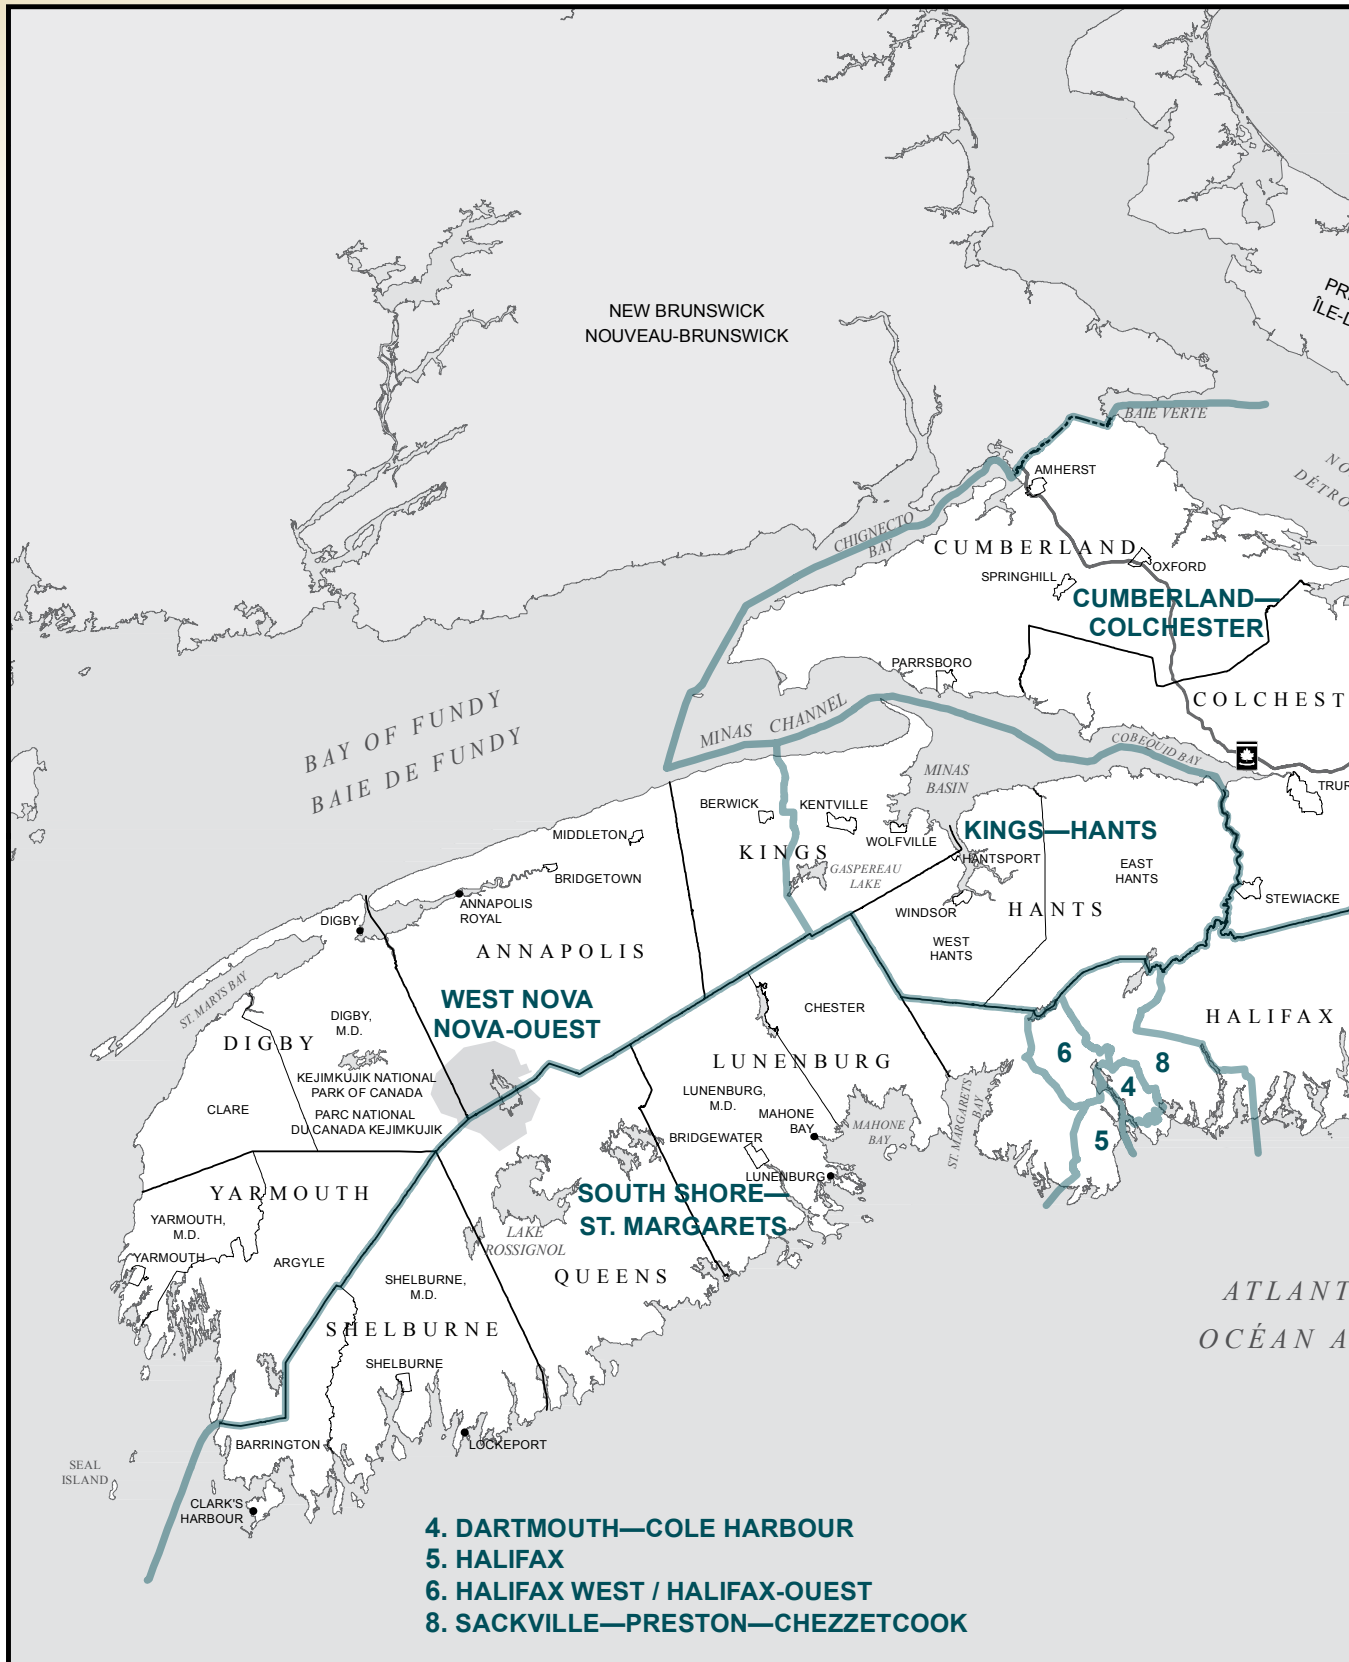 NEW BRUNSWICK
NOUVEAU-BRUNSWICK
PR
ÎLE-
BAIE VERTE
NO
DÉTRO
AMHERST
CHIGNECTO
BAY
CUMBERLAND
OXFORD
SPRINGHILL
CUMBERLAND—
COLCHESTER
PARRSBORO
COLCHEST
MINAS CHANNEL
COBEQUID BAY
BAY OF FUNDY
BAIE DE FUNDY
MINAS
BASIN
TRUR
BERWICK
KENTVILLE
MIDDLETON
WOLFVILLE
KINGS—HANTS
KINGS
HANTSPORT
GASPEREAU
LAKE
EAST
HANTS
BRIDGETOWN
ANNAPOLIS
ROYAL
DIGBY
WINDSOR
HANTS
STEWIACKE
ANNAPOLIS
WEST
HANTS
ST. MARYS BAY
WEST NOVA
NOVA-OUEST
CHESTER
HALIFAX
DIGBY,
M.D.
DIGBY
6
8
LUNENBURG
KEJIMKUJIK NATIONAL
PARK OF CANADA
4
LUNENBURG,
M.D.
CLARE
PARC NATIONAL
DU CANADA KEJIMKUJIK
MAHONE
BAY
MAHONE
BAY
ST. MARGARETS
BAY
5
BRIDGEWATER
LUNENBURG
YARMOUTH
SOUTH SHORE—
ST. MARGARETS
YARMOUTH,
M.D.
LAKE
ROSSIGNOL
YARMOUTH
ARGYLE
QUEENS
SHELBURNE,
M.D.
ATLANT
OCÉAN A
SHELBURNE
SHELBURNE
BARRINGTON
LOCKEPORT
SEAL
ISLAND
CLARK'S
HARBOUR
4. DARTMOUTH—COLE HARBOUR
5. HALIFAX
6. HALIFAX WEST / HALIFAX-OUEST
8. SACKVILLE—PRESTON—CHEZZETCOOK